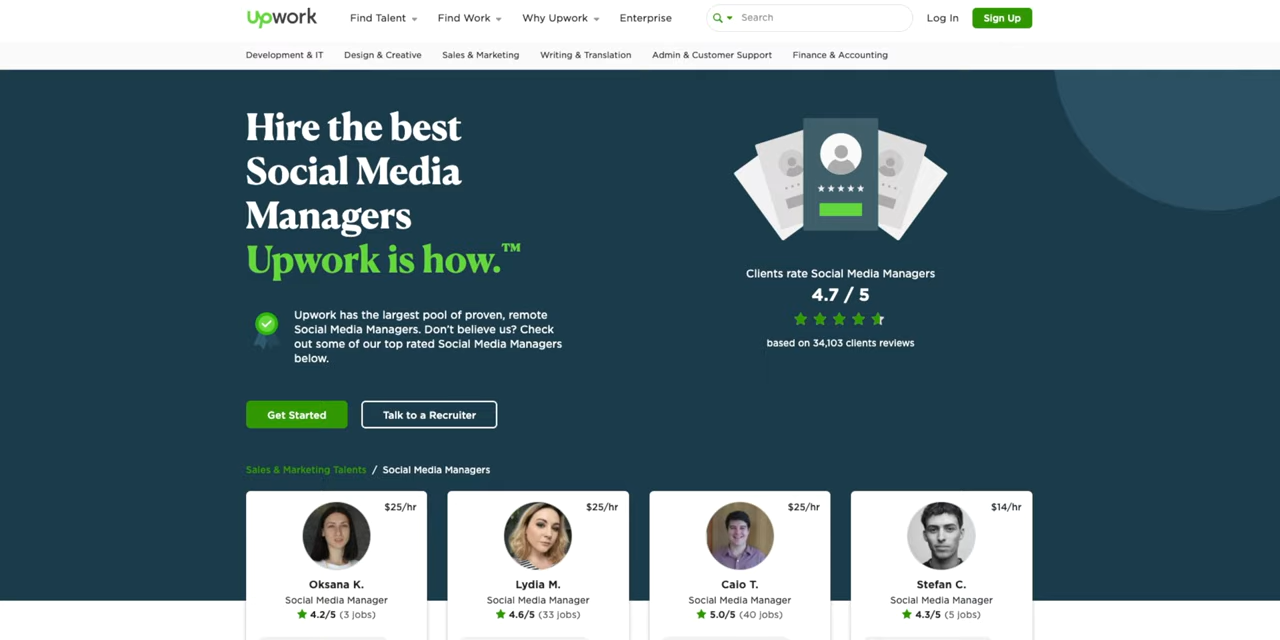 Upwork
Find Talent
Find Work
Why Upwork
Enterprise
Search
Log In
Sign Up
Development & IT
Design & Creative
Sales & Marketing
Writing & Translation
Admin & Customer Support
Finance & Accounting
Hire the best
Social Media
Managers
Upwork is how.™
Upwork has the largest pool of proven, remote
Social Media Managers. Don't believe us? Check
out some of our top rated Social Media Managers
below.
Get Started
Talk to a Recruiter
Clients rate Social Media Managers
4.7 / 5
based on 34,103 clients reviews
Sales & Marketing Talents / Social Media Managers
$25/hr
Oksana K.
Social Media Manager
4.2/5 (3 jobs)
$25/hr
Lydia M.
Social Media Manager
4.6/5 (33 jobs)
$25/hr
Caio T.
Social Media Manager
5.0/5 (40 jobs)
$14/hr
Stefan C.
Social Media Manager
4.3/5 (5 jobs)